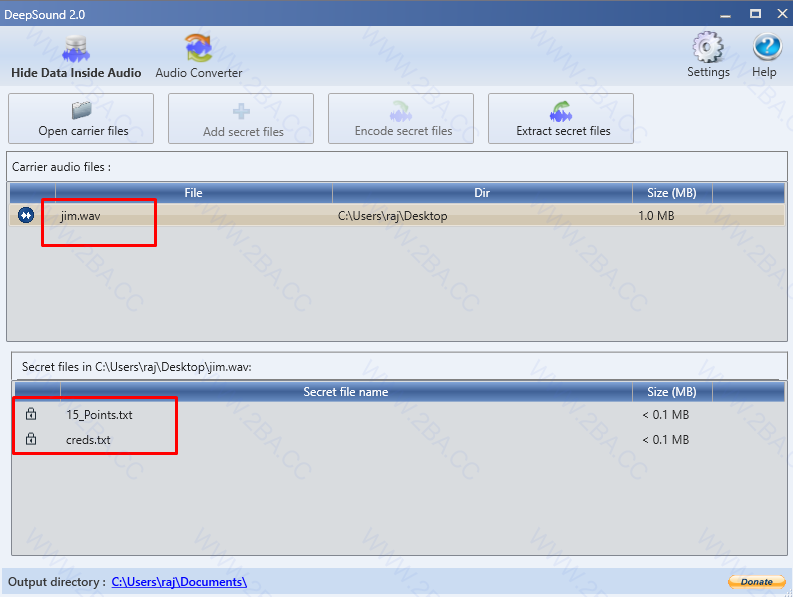 DeepSound 2.0
Hide Data Inside Audio Audio Converter Settings Help
Open carrier files Add secret files Encode secret files Extract secret files
Carrier audio files :
File Dir Size (MB)
jim.wav C:\Users\raj\Desktop 1.0 MB
Secret files in C:\Users\raj\Desktop\jim.wav:
Secret file name Size (MB)
15_Points.txt < 0.1 MB
creds.txt < 0.1 MB
Output directory : C:\Users\raj\Documents\ Donate
WWW.2BA.CC